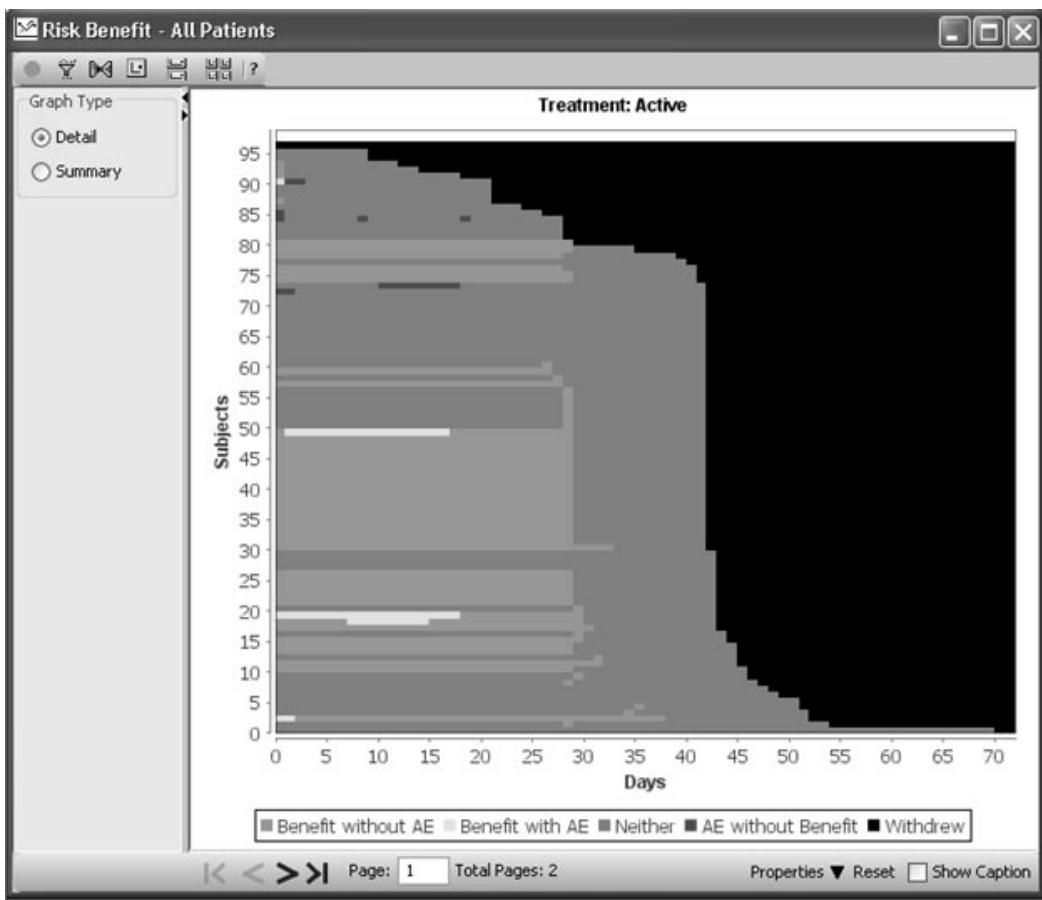 Risk Benefit - All Patients
?
Graph Type
Detail
Summary
Treatment: Active
95
90
85
80
75
70
65
60
55
50
45
40
35
30
25
20
15
10
5
0
Subjects
0 5 10 15 20 25 30 35 40 45 50 55 60 65 70
Days
Benefit without AE Benefit with AE Neither AE without Benefit Withdrew
Page: 1 Total Pages: 2 Properties ▼ Reset Show Caption